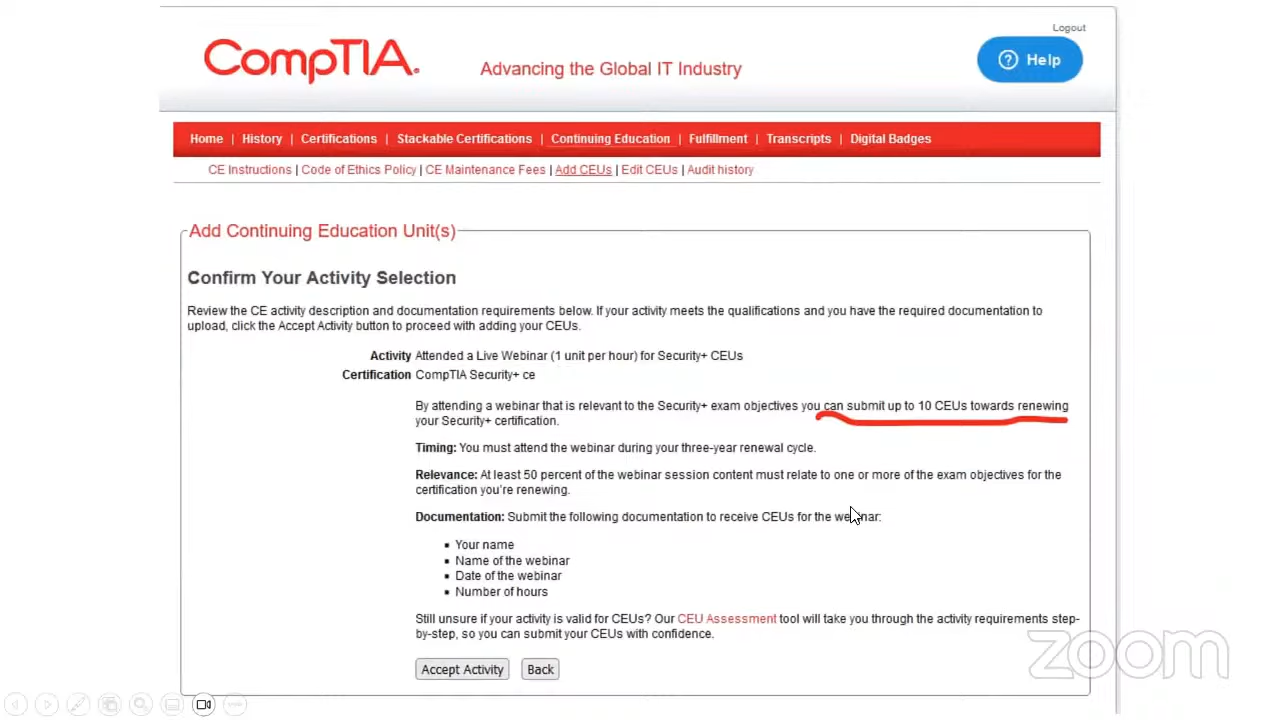 Logout
CompTIA.
Advancing the Global IT Industry
? Help
Home | History | Certifications | Stackable Certifications | Continuing Education | Fulfillment | Transcripts | Digital Badges
CE Instructions | Code of Ethics Policy | CE Maintenance Fees | Add CEUs | Edit CEUs | Audit history
Add Continuing Education Unit(s)
Confirm Your Activity Selection
Review the CE activity description and documentation requirements below. If your activity meets the qualifications and you have the required documentation to
upload, click the Accept Activity button to proceed with adding your CEUs.
Activity Attended a Live Webinar (1 unit per hour) for Security+ CEUs
Certification CompTIA Security+ ce
By attending a webinar that is relevant to the Security+ exam objectives you can submit up to 10 CEUs towards renewing
your Security+ certification.
Timing: You must attend the webinar during your three-year renewal cycle.
Relevance: At least 50 percent of the webinar session content must relate to one or more of the exam objectives for the
certification you're renewing.
Documentation: Submit the following documentation to receive CEUs for the webinar:
▪ Your name
▪ Name of the webinar
▪ Date of the webinar
▪ Number of hours
Still unsure if your activity is valid for CEUs? Our CEU Assessment tool will take you through the activity requirements step-
by-step, so you can submit your CEUs with confidence.
Accept Activity Back
zoom